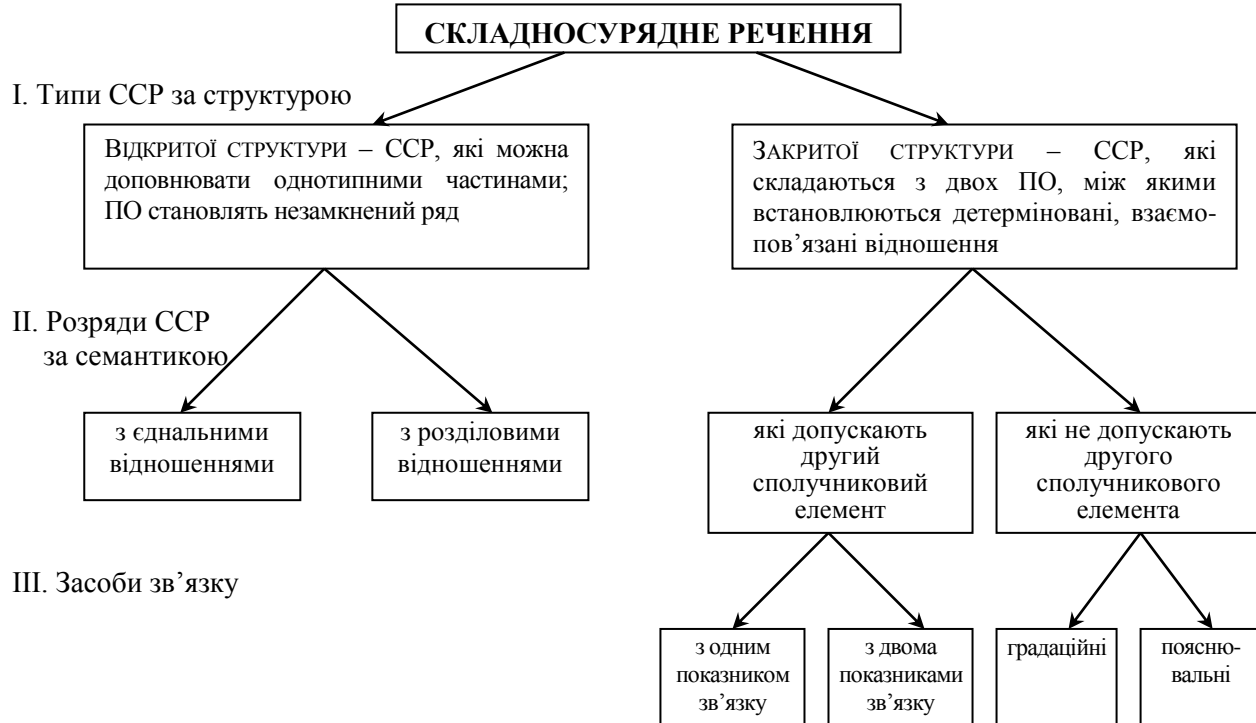 СКЛАДНОСУРЯДНЕ РЕЧЕННЯ
І. Типи ССР за структурою
ВІДКРИТОЇ СТРУКТУРИ – ССР, які можна
доповнювати однотипними частинами;
ПО становлять незамкнений ряд
ЗАКРИТОЇ СТРУКТУРИ – ССР, які
складаються з двох ПО, між якими
встановлюються детерміновані, взаємо-
пов’язані відношення
ІІ. Розряди ССР
за семантикою
з єднальними
відношеннями
з розділовими
відношеннями
які допускають
другий
сполучниковий
елемент
які не допускають
другого
сполучникового
елемента
ІІІ. Засоби зв’язку
з одним
показником
зв’язку
з двома
показниками
зв’язку
градаційні
поясню-
вальні